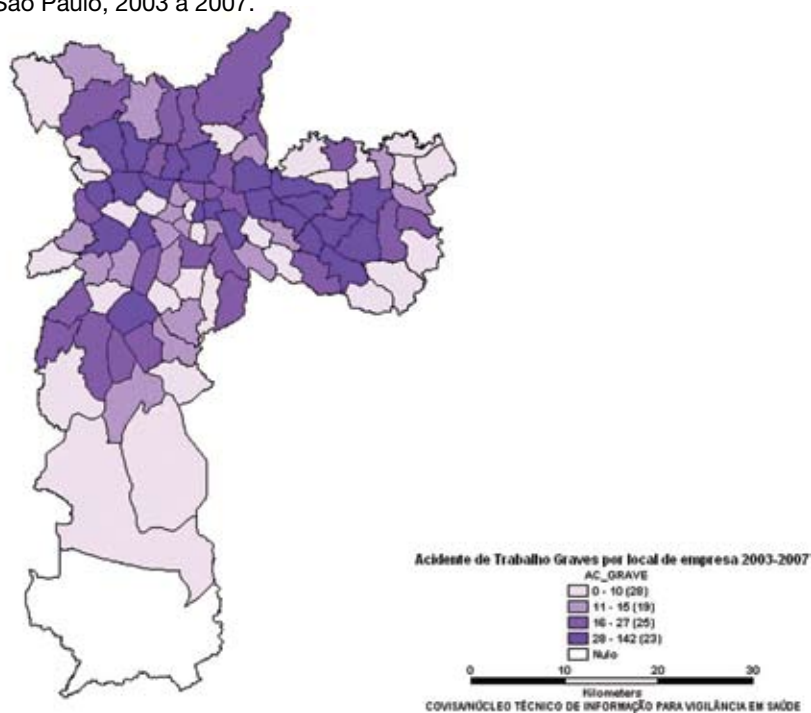 São Paulo, 2003 a 2007.
Acidente de Trabalho Graves por local de empresa 2003-2007
AC_GRAVE
0 - 10 (28)
11 - 15 (19)
16 - 27 (25)
28 - 142 (23)
Nulo
0 10 20 30
Kilometers
COVISA/NÚCLEO TÉCNICO DE INFORMAÇÃO PARA VIGILÂNCIA EM SAÚDE